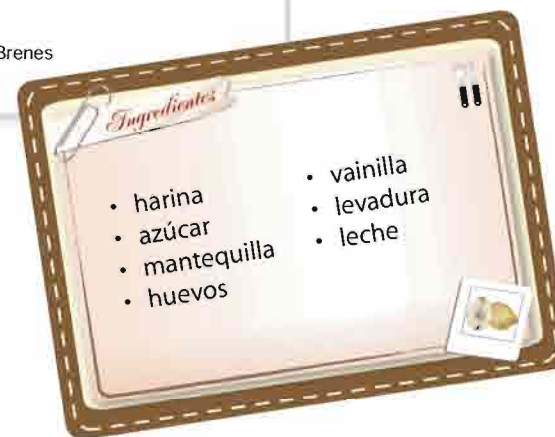 Brenes
Ingredientes
• harina
• azúcar
• mantequilla
• huevos
• vainilla
• levadura
• leche